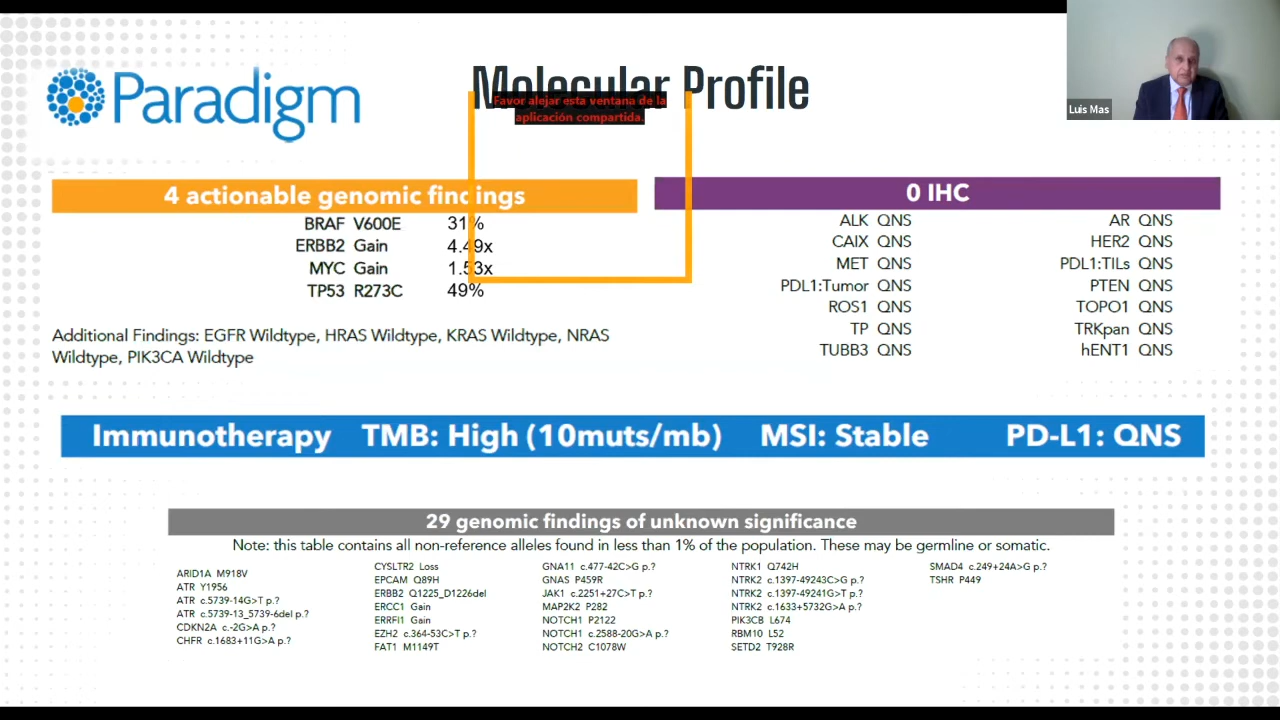 Paradigm
Molecular Profile
Favor alejar esta ventana de la
aplicación compartida.
Luis Mas
4 actionable genomic findings
BRAF V600E 31%
ERBB2 Gain 4.49x
MYC Gain 1.53x
TP53 R273C 49%
Additional Findings: EGFR Wildtype, HRAS Wildtype, KRAS Wildtype, NRAS
Wildtype, PIK3CA Wildtype
0 IHC
ALK QNS
CAIX QNS
MET QNS
PDL1:Tumor QNS
ROS1 QNS
TP QNS
TUBB3 QNS
AR QNS
HER2 QNS
PDL1:TILs QNS
PTEN QNS
TOPO1 QNS
TRKpan QNS
hENT1 QNS
Immunotherapy TMB: High (10muts/mb) MSI: Stable PD-L1: QNS
29 genomic findings of unknown significance
Note: this table contains all non-reference alleles found in less than 1% of the population. These may be germline or somatic.
ARID1A M918V
ATR Y1956
ATR c.5739-14G>T p.?
ATR c.5739-13_5739-6del p.?
CDKN2A c.-2G>A p.?
CHFR c.1683+11G>A p.?
CYSLTR2 Loss
EPCAM Q89H
ERBB2 Q1225_D1226del
ERCC1 Gain
ERRFI1 Gain
EZH2 c.364-53C>T p.?
FAT1 M1149T
GNA11 c.477-42C>G p.?
GNAS P459R
JAK1 c.2251+27C>T p.?
MAP2K2 P282
NOTCH1 P2122
NOTCH1 c.2588-20G>A p.?
NOTCH2 C1078W
NTRK1 Q742H
NTRK2 c.1397-49243C>G p.?
NTRK2 c.1397-49241G>T p.?
NTRK2 c.1633+5732G>A p.?
PIK3CB L674
RBM10 L52
SETD2 T928R
SMAD4 c.249+24A>G p.?
TSHR P449